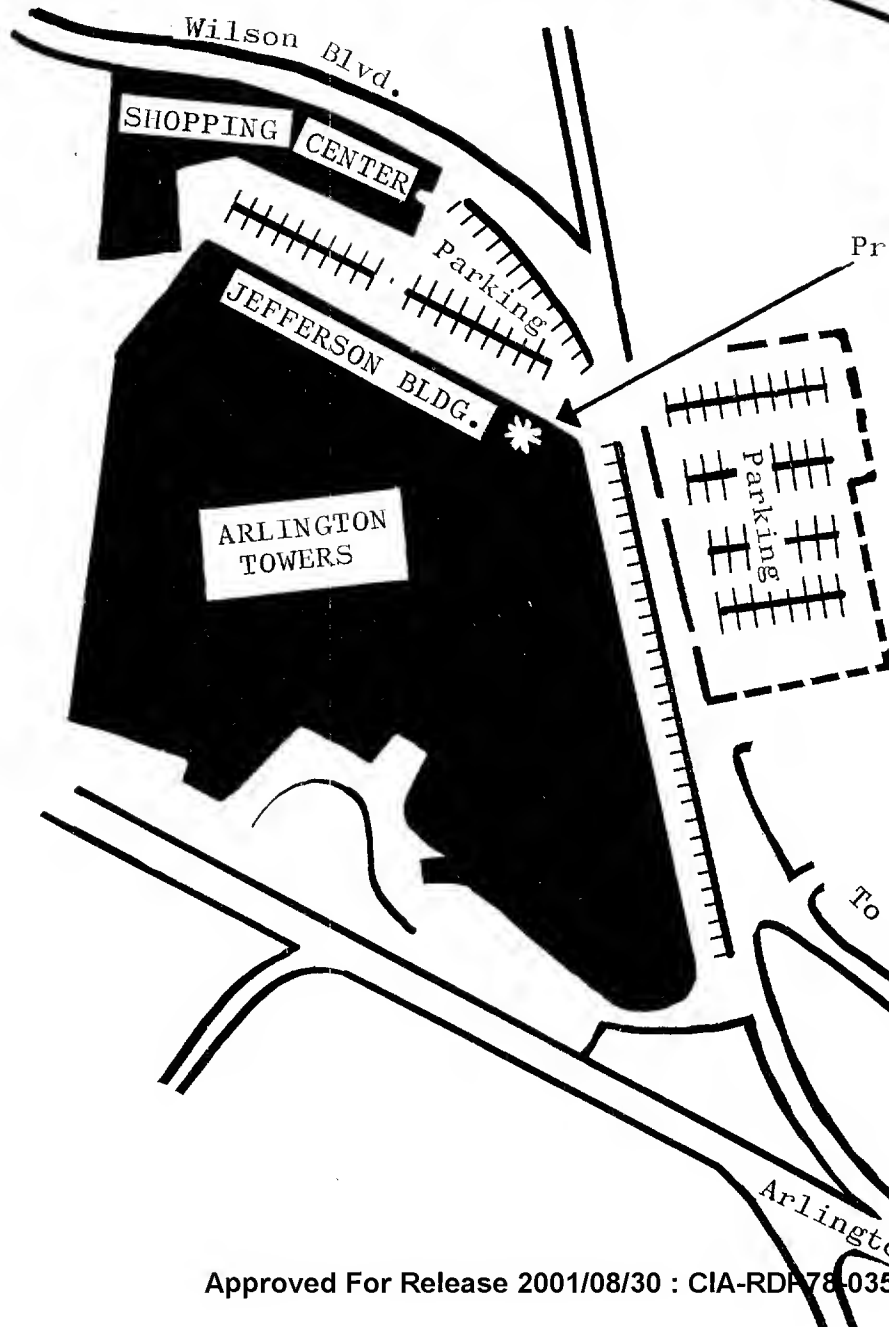 Wilson Blvd.
SHOPPING CENTER
Parking
Pr
JEFFERSON BLDG.
Parking
ARLINGTON
TOWERS
To
Arlingto
Approved For Release 2001/08/30 : CIA-RDP78-035